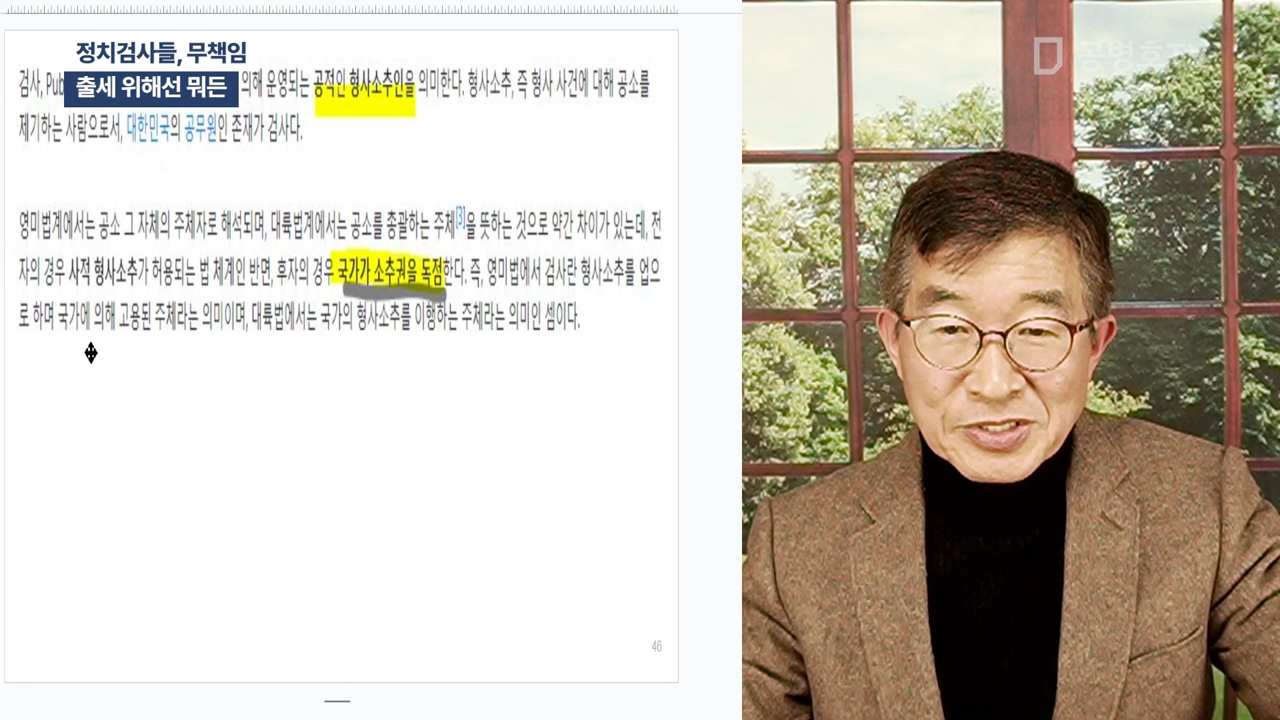 정치검사들, 무책임
출세 위해선 뭐든
공병호TV
검사, Pub 의해 운영되는 공적인 형사소추인을 의미한다. 형사소추, 즉 형사 사건에 대해 공소를
제기하는 사람으로서, 대한민국의 공무원인 존재가 검사다.
영미법계에서는 공소 그 자체의 주체자로 해석되며, 대륙법계에서는 공소를 총괄하는 주체[3]을 뜻하는 것으로 약간 차이가 있는데, 전
자의 경우 사적 형사소추가 허용되는 법 체계인 반면, 후자의 경우 국가가 소추권을 독점한다. 즉, 영미법에서 검사란 형사소추를 업으
로 하며 국가에 의해 고용된 주체라는 의미이며, 대륙법에서는 국가의 형사소추를 이행하는 주체라는 의미인 셈이다.
46